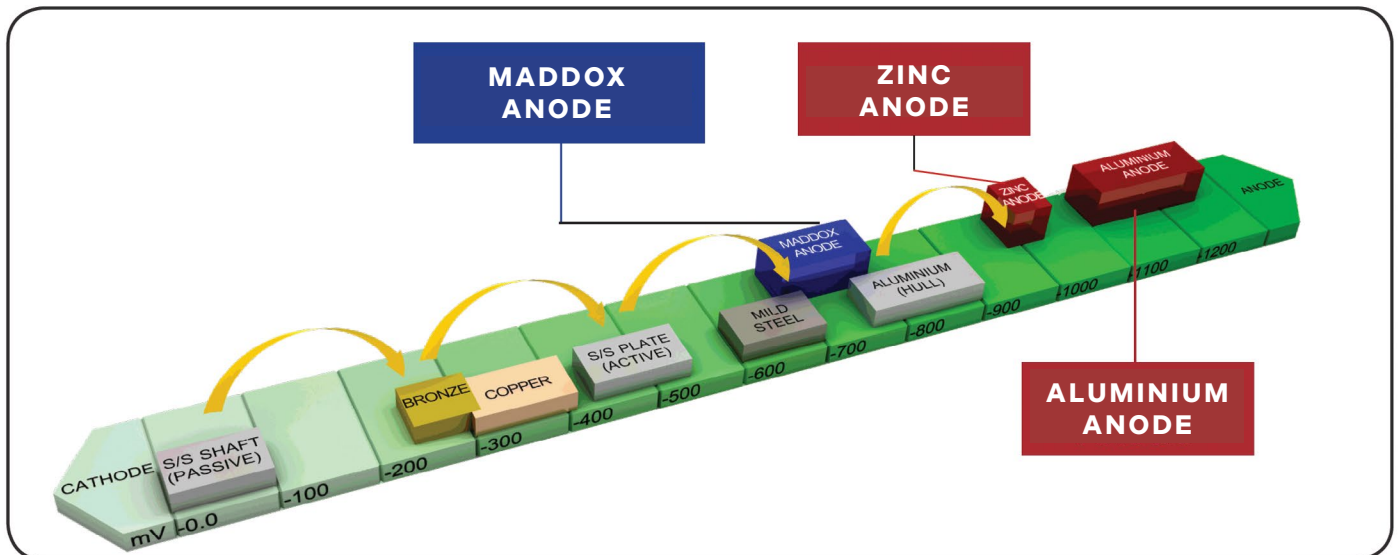 MADDOX
ANODE
ZINC
ANODE
ALUMINIUM
ANODE
CATHODE
S/S SHAFT
(PASSIVE)
BRONZE
COPPER
S/S PLATE
(ACTIVE)
MILD
STEEL
MADDOX
ANODE
ALUMINIUM
(HULL)
ZINC
ANODE
ALUMINIUM
ANODE
ANODE
mV -0.0 -100 -200 -300 -400 -500 -600 -700 -800 -900 -1000 -1100 -1200